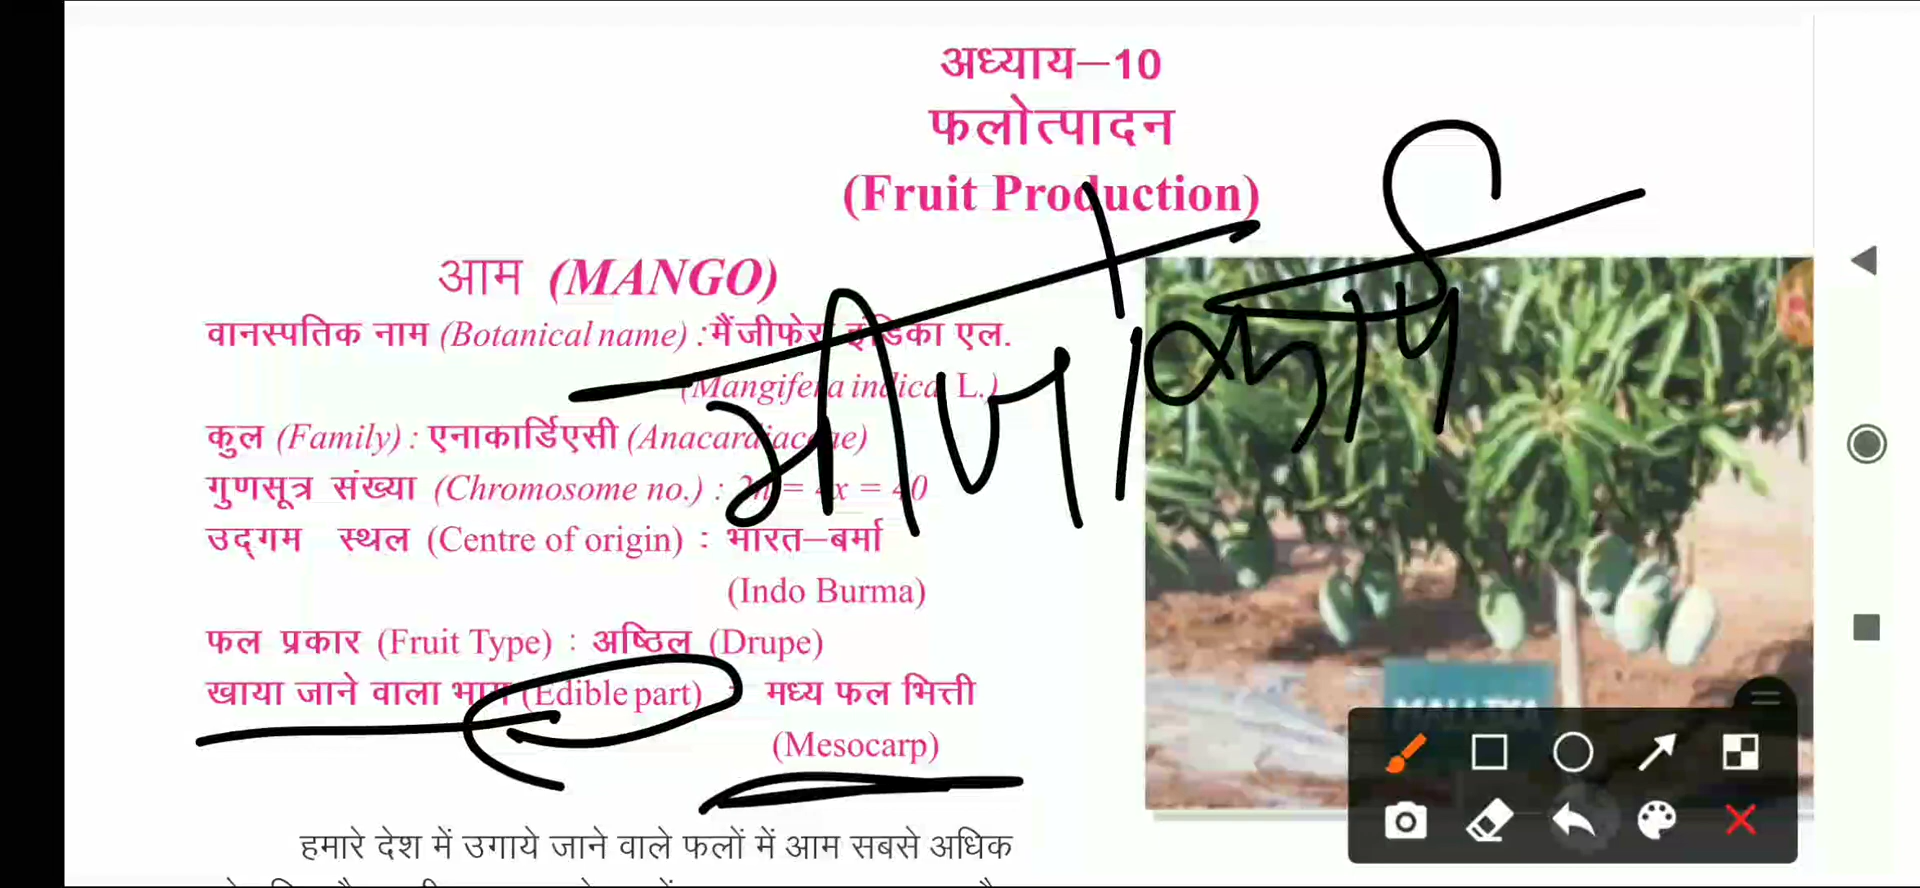 अध्याय–10
फलोत्पादन
(Fruit Production)
आम (MANGO)
वानस्पतिक नाम (Botanical name) : मैंजीफेरा इंडिका एल.
(Mangifera indica L.)
कुल (Family) : एनाकार्डिएसी (Anacardiaceae)
गुणसूत्र संख्या (Chromosome no.) : 2n = 4x = 40
उद्गम स्थल (Centre of origin) : भारत–बर्मा
(Indo Burma)
फल प्रकार (Fruit Type) : अष्ठिल (Drupe)
खाया जाने वाला भाग (Edible part) : मध्य फल भित्ती
(Mesocarp)
हमारे देश में उगाये जाने वाले फलों में आम सबसे अधिक